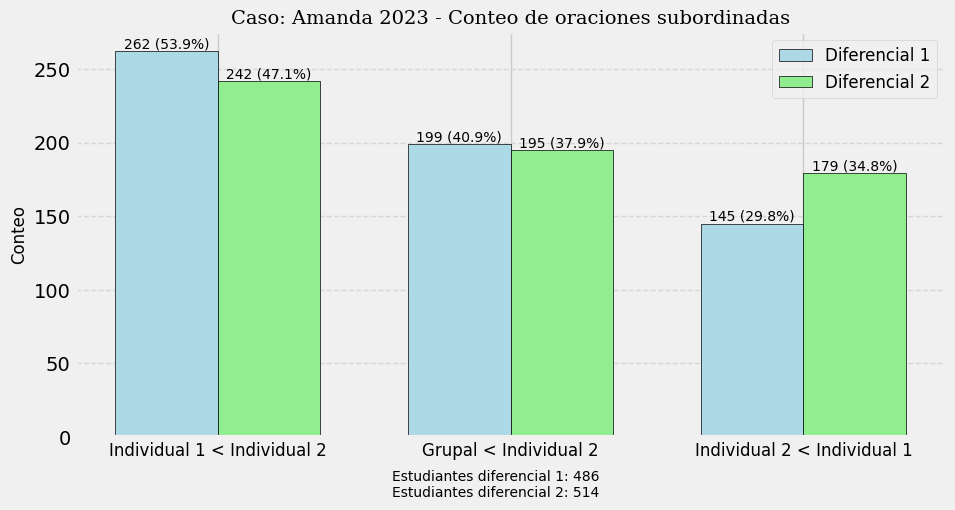 Caso: Amanda 2023 - Conteo de oraciones subordinadas
262 (53.9%)
242 (47.1%)
199 (40.9%)
195 (37.9%)
145 (29.8%)
179 (34.8%)
Diferencial 1
Diferencial 2
Conteo
250
200
150
100
50
0
Individual 1 < Individual 2
Grupal < Individual 2
Individual 2 < Individual 1
Estudiantes diferencial 1: 486
Estudiantes diferencial 2: 514